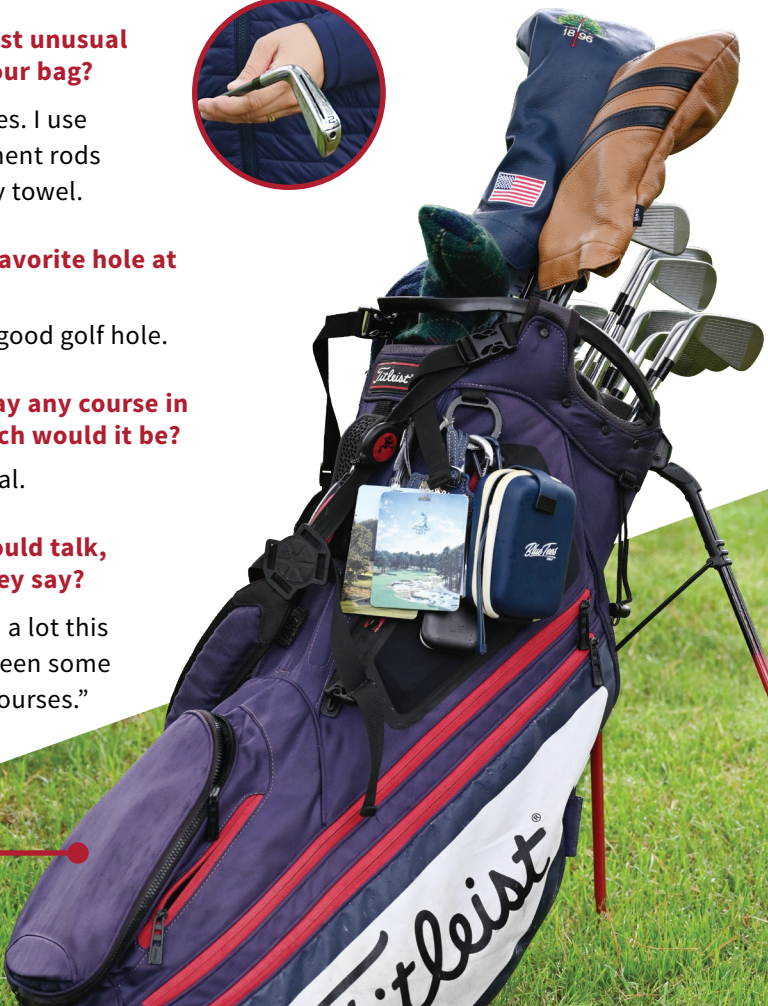 st unusual
our bag?
es. I use
ent rods
y towel.
avorite hole at
good golf hole.
ay any course in
ch would it be?
al.
ould talk,
ey say?
a lot this
een some
ourses.”
1896
Titleist
Blue Tees
Titleist®